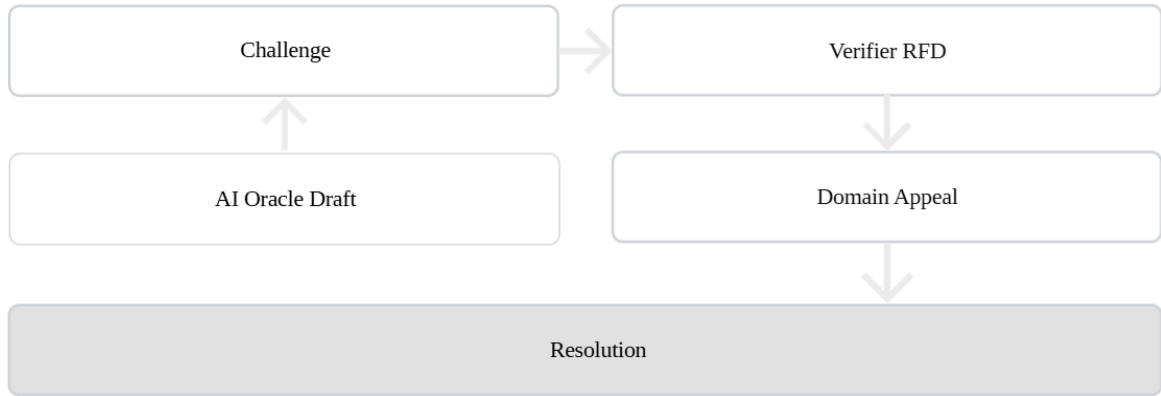 Challenge
Verifier RFD
AI Oracle Draft
Domain Appeal
Resolution